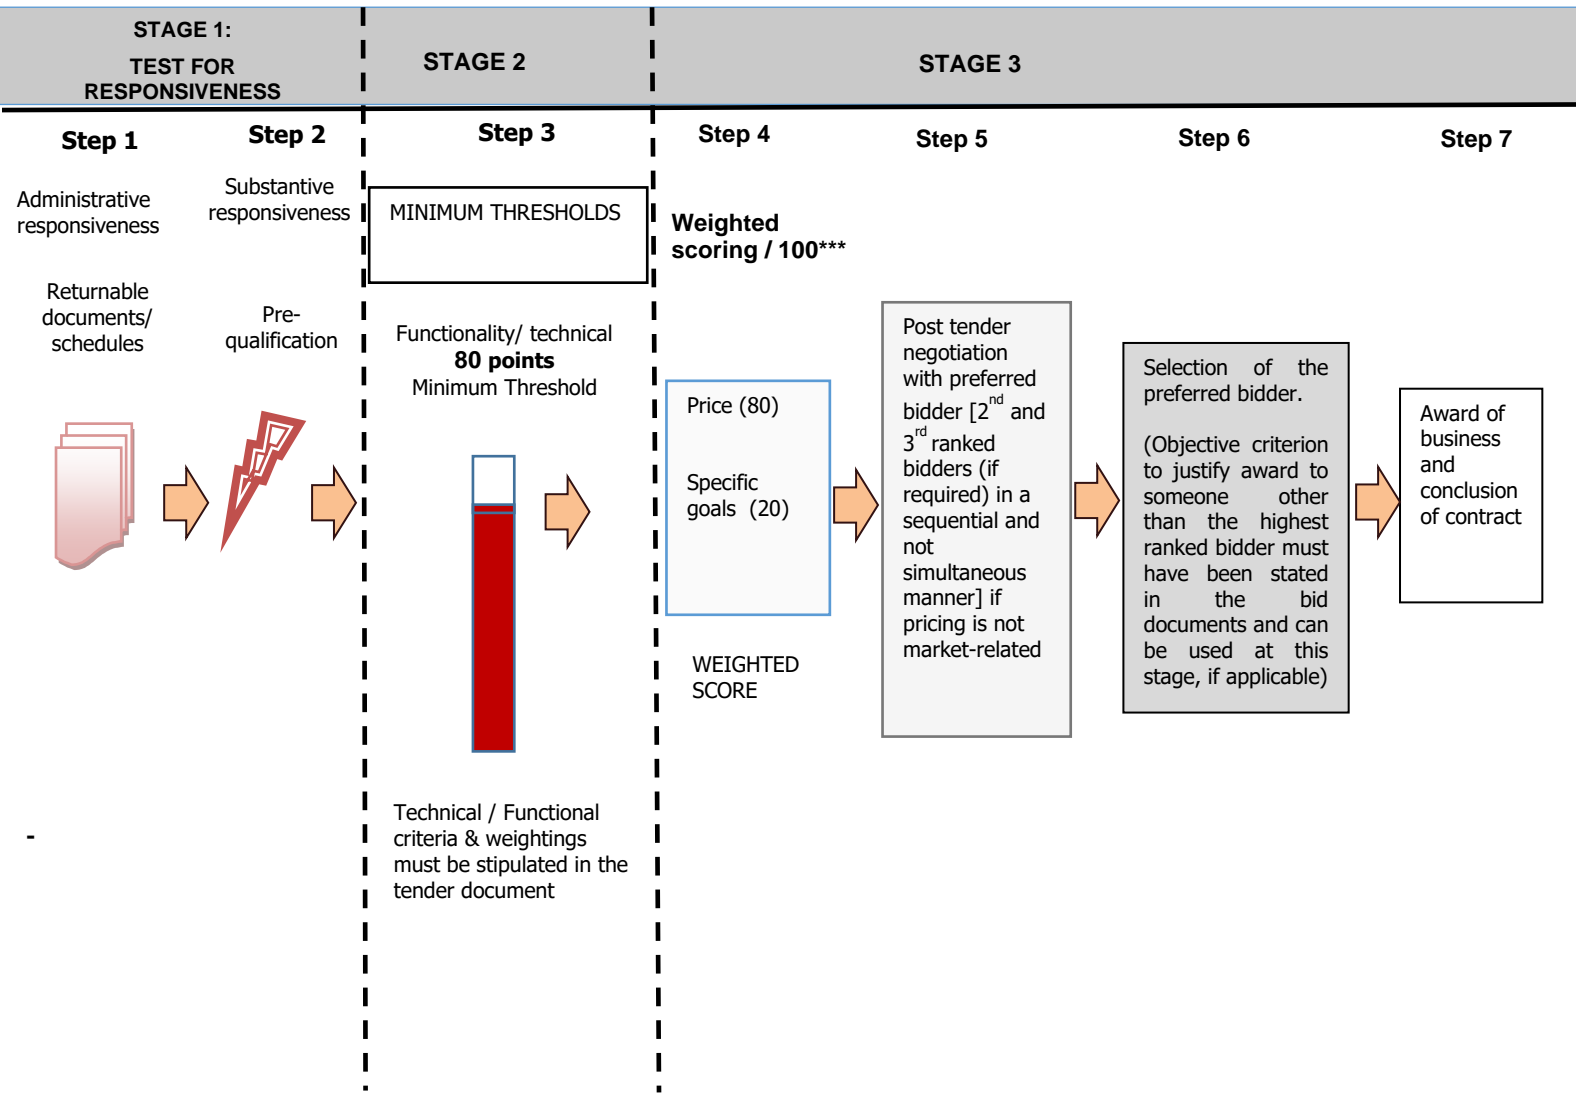 STAGE 1:
TEST FOR
RESPONSIVENESS
STAGE 2
STAGE 3
Step 1
Step 2
Step 3
Step 4
Step 5
Step 6
Step 7
Administrative
responsiveness
Returnable
documents/
schedules
Substantive
responsiveness
Pre-
qualification
MINIMUM THRESHOLDS
Functionality/ technical
80 points
Minimum Threshold
Technical / Functional
criteria & weightings
must be stipulated in the
tender document
Weighted
scoring / 100***
Price (80)
Specific
goals (20)
WEIGHTED
SCORE
Post tender
negotiation
with preferred
bidder [2nd and
3rd ranked
bidders (if
required) in a
sequential and
not
simultaneous
manner] if
pricing is not
market-related
Selection of the
preferred bidder.
(Objective criterion
to justify award to
someone other
than the highest
ranked bidder must
have been stated
in the bid
documents and can
be used at this
stage, if applicable)
Award of
business
and
conclusion
of contract
-